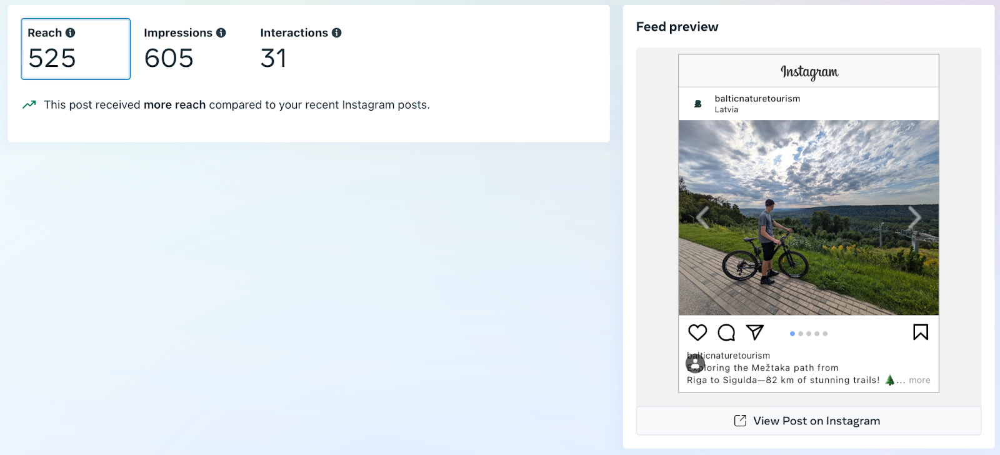 Reach
525
Impressions
605
Interactions
31
This post received more reach compared to your recent Instagram posts.
Feed preview
Instagram
balticnaturetourism
Latvia
balticnaturetourism
Exploring the Mežtaka path from
Riga to Sigulda—82 km of stunning trails! 🌲... more
View Post on Instagram